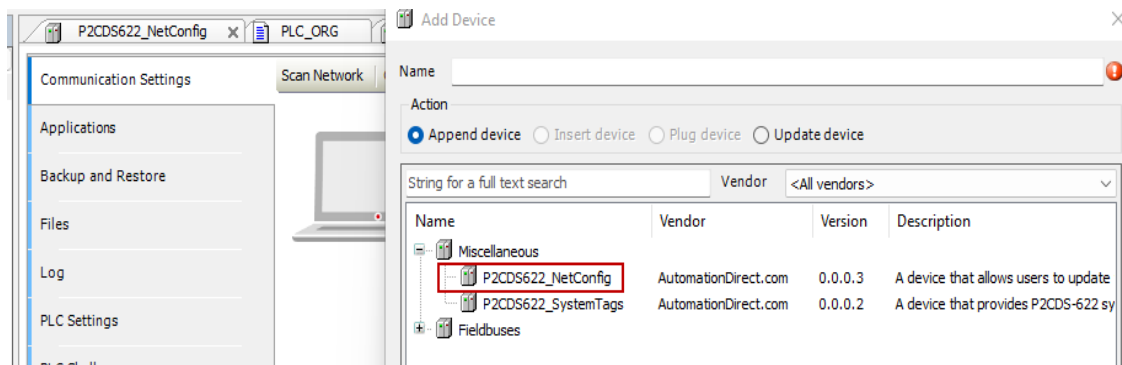 P2CDS622_NetConfig
PLC_ORG
Communication Settings
Scan Network
Applications
Backup and Restore
Files
Log
PLC Settings
Add Device
Name
Action
Append device Insert device Plug device Update device
String for a full text search Vendor <All vendors>
Name Vendor Version Description
Miscellaneous
P2CDS622_NetConfig AutomationDirect.com 0.0.0.3 A device that allows users to update
P2CDS622_SystemTags AutomationDirect.com 0.0.0.2 A device that provides P2CDS-622 sy
Fieldbuses